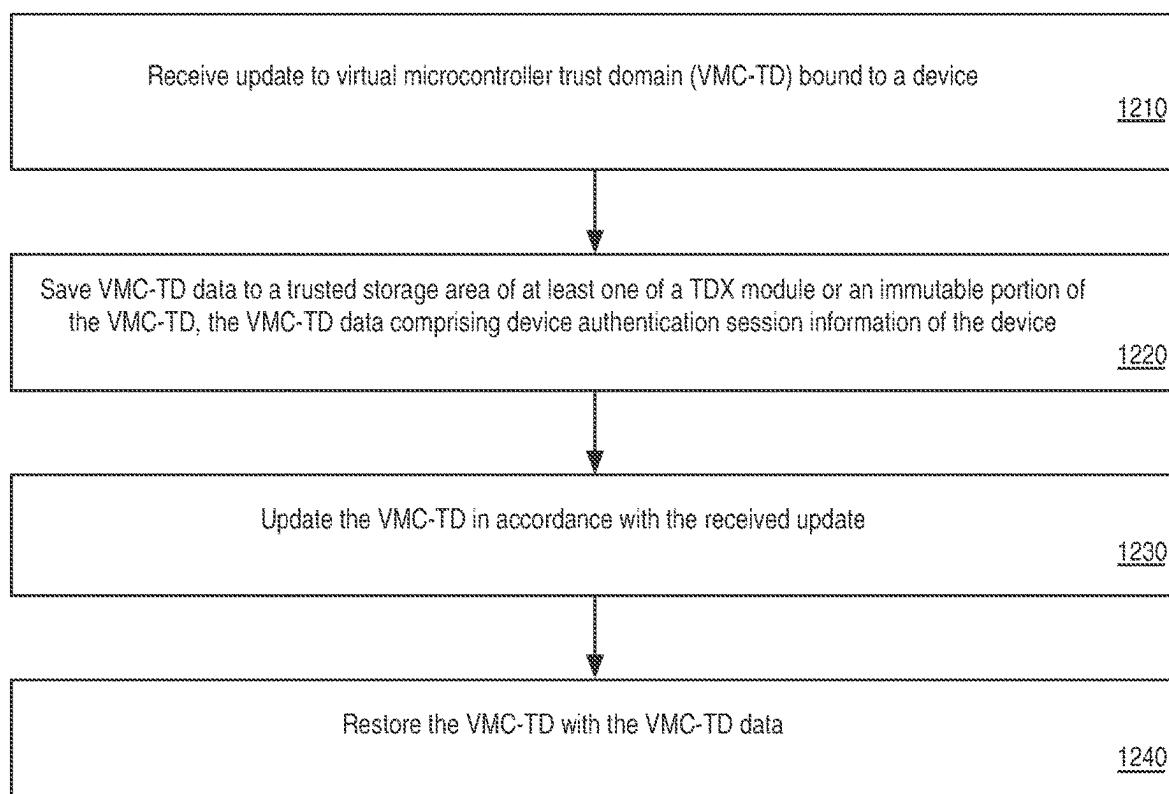 Receive update to virtual microcontroller trust domain (VMC-TD) bound to a device
1210
Save VMC-TD data to a trusted storage area of at least one of a TDX module or an immutable portion of
the VMC-TD, the VMC-TD data comprising device authentication session information of the device
1220
Update the VMC-TD in accordance with the received update
1230
Restore the VMC-TD with the VMC-TD data
1240